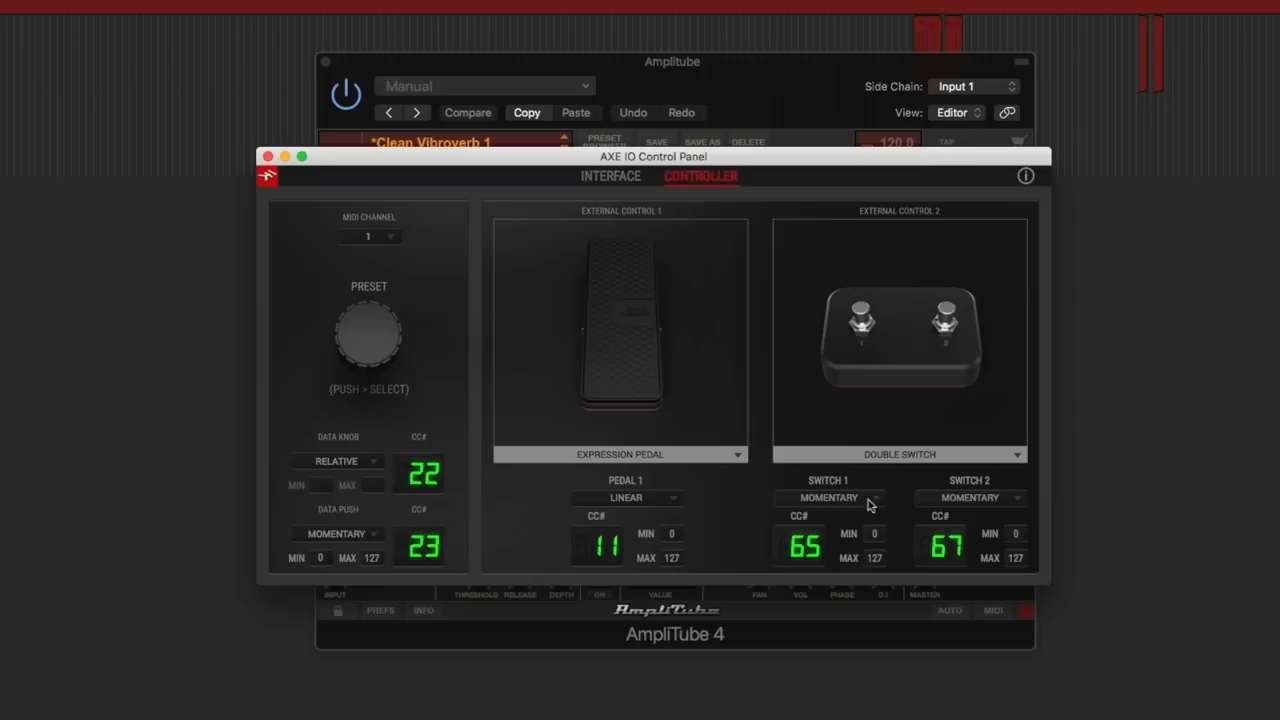 Amplitube
Manual
Side Chain: Input 1
Compare Copy Paste Undo Redo
View: Editor
*Clean Vibroverb 1
PRESET BROWSER SAVE SAVE AS DELETE
120.0 TAP
AXE IO Control Panel
INTERFACE CONTROLLER
MIDI CHANNEL
1
PRESET
(PUSH > SELECT)
DATA KNOB CC#
RELATIVE 22
MIN MAX
DATA PUSH CC#
MOMENTARY 23
MIN 0 MAX 127
EXTERNAL CONTROL 1
EXPRESSION PEDAL
PEDAL 1
LINEAR
CC#
11 MIN 0
MAX 127
EXTERNAL CONTROL 2
1 2
DOUBLE SWITCH
SWITCH 1 SWITCH 2
MOMENTARY MOMENTARY
CC# CC#
65 MIN 0 67 MIN 0
MAX 127 MAX 127
INPUT THRESHOLD RELEASE DEPTH ON VALUE PAN VOL PHASE D.I MASTER
PREFS INFO AmpliTube AUTO MIDI
AmpliTube 4